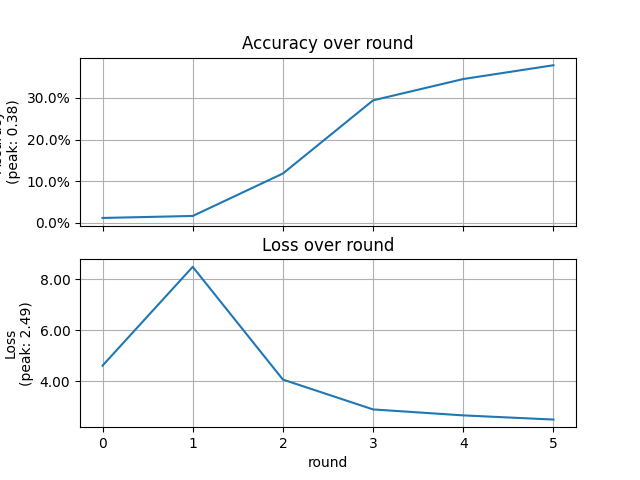 Accuracy over round
(peak: 0.38)
30.0%
20.0%
10.0%
0.0%
Loss over round
Loss
(peak: 2.49)
8.00
6.00
4.00
0 1 2 3 4 5
round